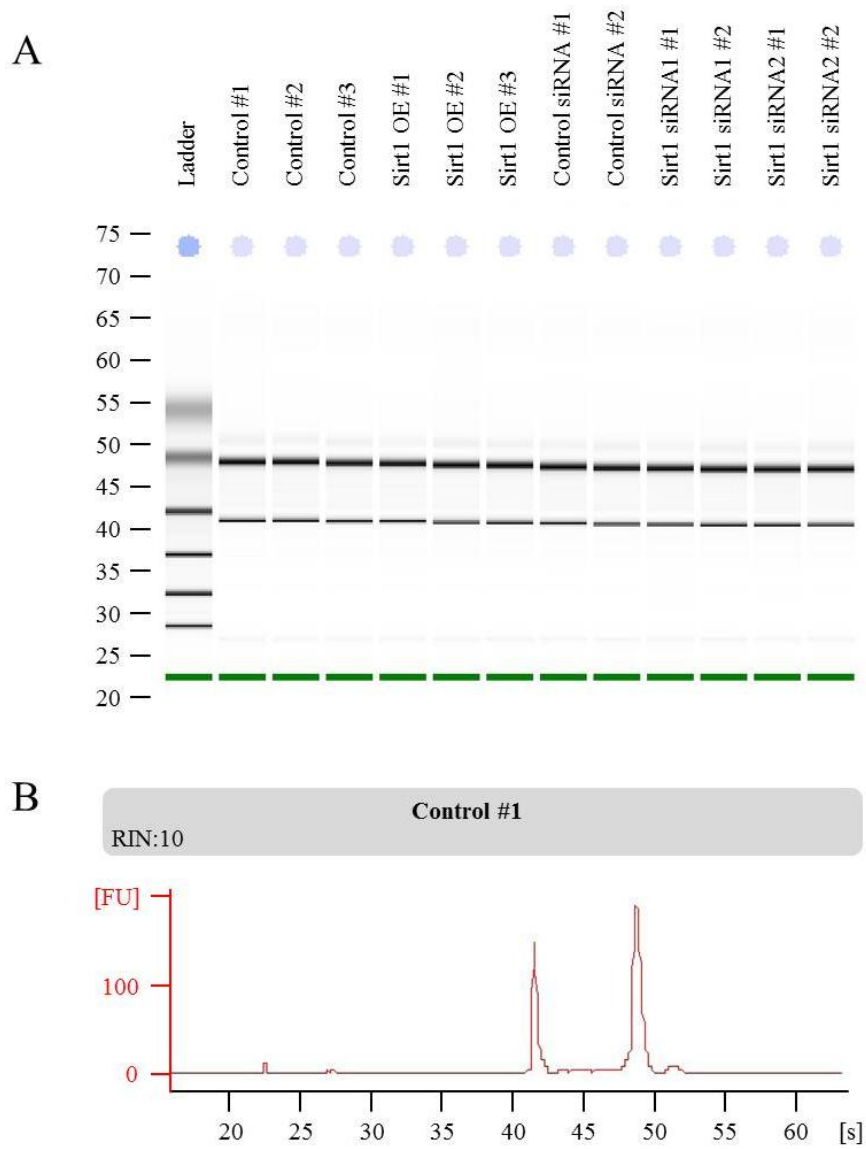 A
Ladder
Control #1
Control #2
Control #3
Sirt1 OE #1
Sirt1 OE #2
Sirt1 OE #3
Control siRNA #1
Control siRNA #2
Sirt1 siRNA1 #1
Sirt1 siRNA1 #2
Sirt1 siRNA2 #1
Sirt1 siRNA2 #2
75
70
65
60
55
50
45
40
35
30
25
20
B
Control #1
RIN:10
[FU]
100
0
20 25 30 35 40 45 50 55 60 [s]